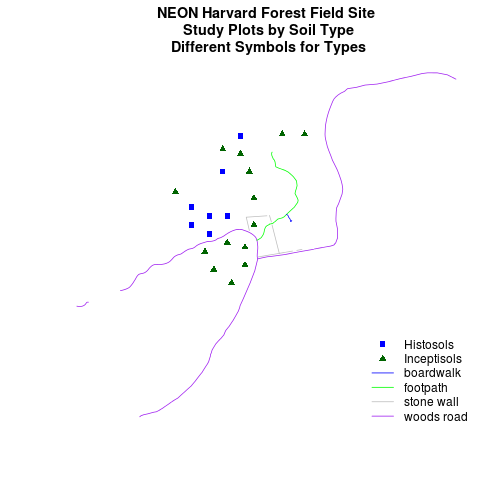 NEON Harvard Forest Field Site
Study Plots by Soil Type
Different Symbols for Types
Histosols
Inceptisols
boardwalk
footpath
stone wall
woods road